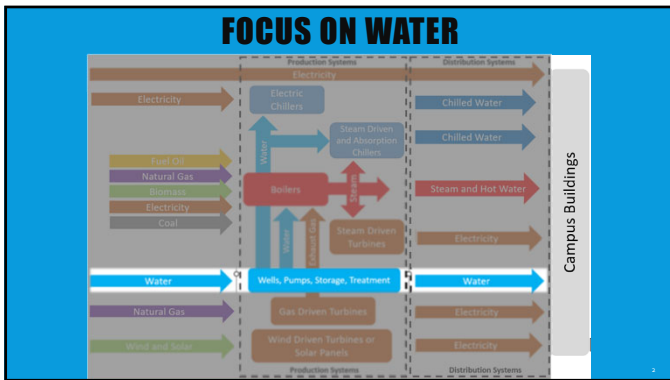 FOCUS ON WATER
Production Systems
Distribution Systems
Electricity
Electricity
Electric
Chillers
Chilled Water
Steam Driven
and Absorption
Chillers
Chilled Water
Water
Fuel Oil
Natural Gas
Biomass
Electricity
Coal
Boilers
Steam
Steam and Hot Water
Water
Exhaust Gas
Steam Driven
Turbines
Electricity
Water
Wells, Pumps, Storage, Treatment
Water
Natural Gas
Gas Driven Turbines
Electricity
Wind and Solar
Wind Driven Turbines or
Solar Panels
Electricity
Production Systems
Distribution Systems
Campus Buildings
2